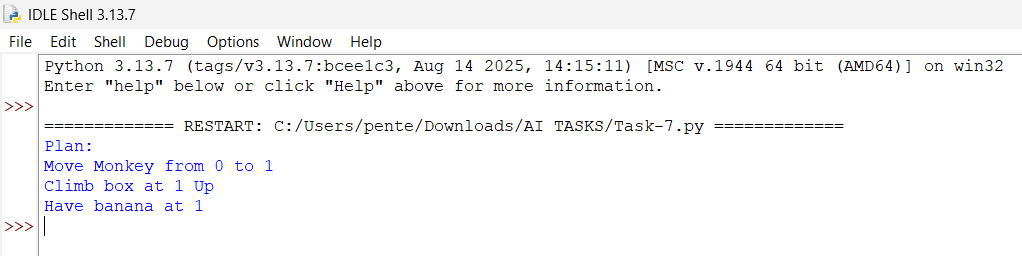 IDLE Shell 3.13.7
File Edit Shell Debug Options Window Help
Python 3.13.7 (tags/v3.13.7:bcee1c3, Aug 14 2025, 14:15:11) [MSC v.1944 64 bit (AMD64)] on win32
Enter "help" below or click "Help" above for more information.
>>>
============= RESTART: C:/Users/pente/Downloads/AI TASKS/Task-7.py =============
Plan:
Move Monkey from 0 to 1
Climb box at 1 Up
Have banana at 1
>>>